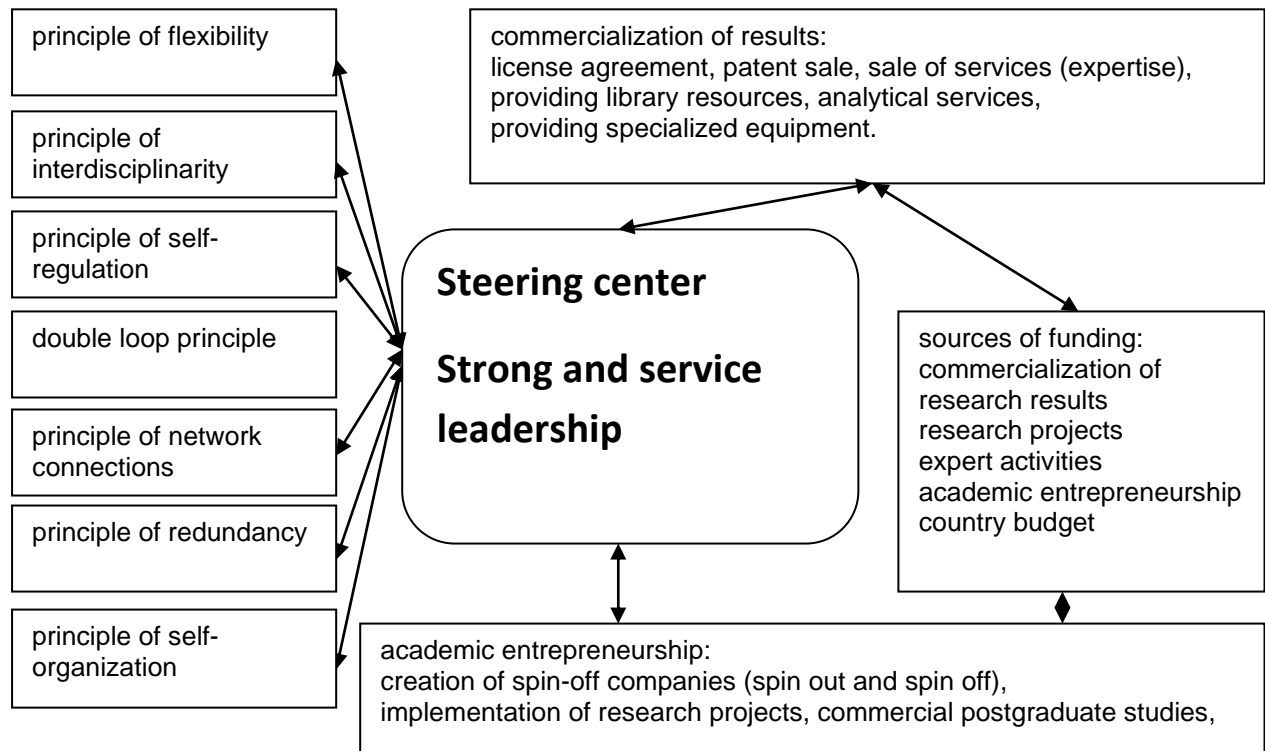 principle of flexibility
principle of
interdisciplinarity
principle of self-
regulation
double loop principle
principle of network
connections
principle of redundancy
principle of self-
organization
commercialization of results:
license agreement, patent sale, sale of services (expertise),
providing library resources, analytical services,
providing specialized equipment.
Steering center
Strong and service
leadership
sources of funding:
commercialization of
research results
research projects
expert activities
academic entrepreneurship
country budget
academic entrepreneurship:
creation of spin-off companies (spin out and spin off),
implementation of research projects, commercial postgraduate studies,